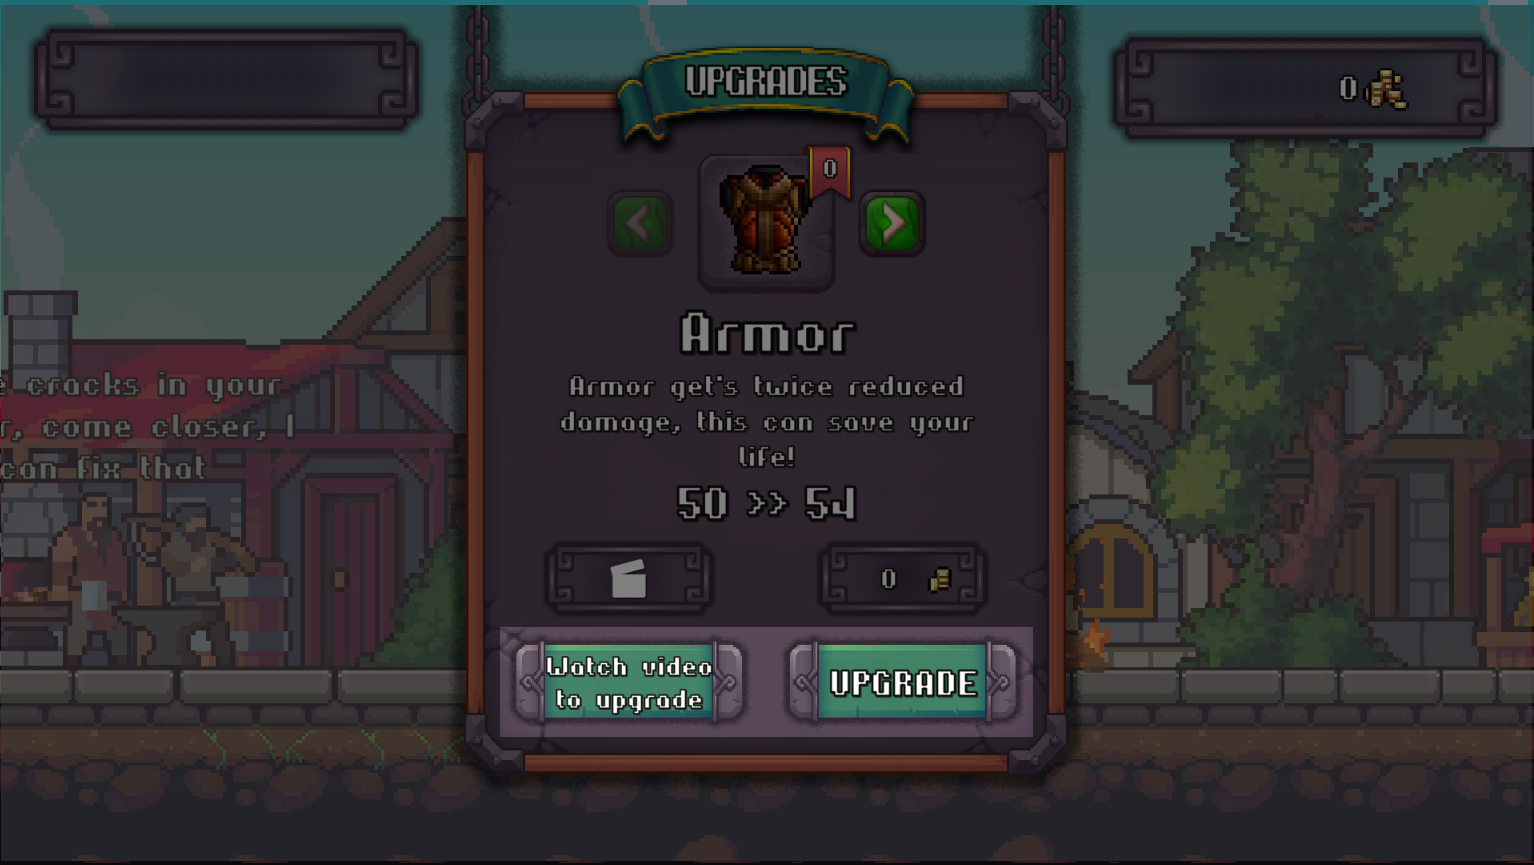 UPGRADES
0
0
Armor
Armor get's twice reduced
damage, this can save your
life!
50 >> 54
e cracks in your
r, come closer, I
can fix that
0
Watch video
to upgrade
UPGRADE